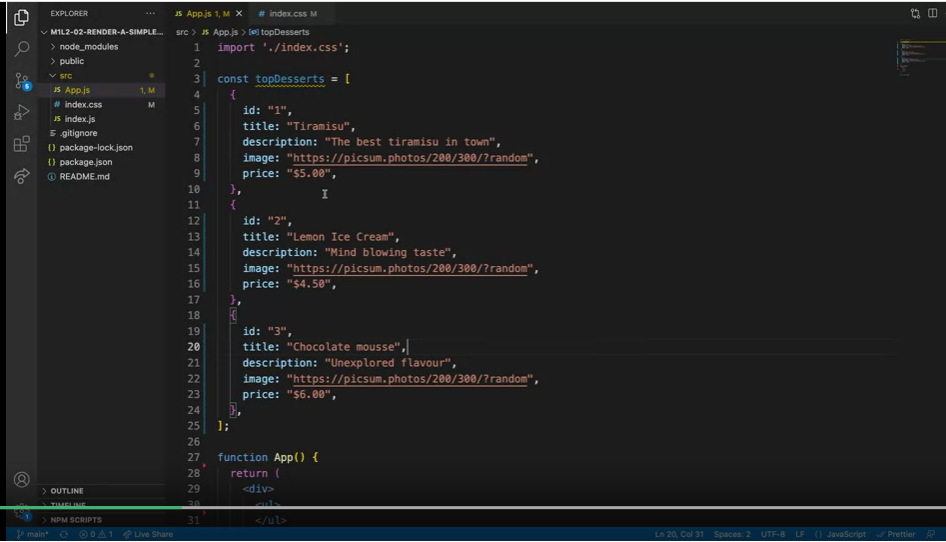 EXPLORER
...
M1L2-02-RENDER-A-SIMPLE...
node_modules
public
src
App.js 1, M
index.css M
index.js
.gitignore
package-lock.json
package.json
README.md
OUTLINE
TIMELINE
NPM SCRIPTS
App.js 1, M
index.css M
src > App.js > topDesserts
1 import './index.css';
2
3 const topDesserts = [
4 {
5 id: "1",
6 title: "Tiramisu",
7 description: "The best tiramisu in town",
8 image: "https://picsum.photos/200/300/?random",
9 price: "$5.00",
10 },
11 {
12 id: "2",
13 title: "Lemon Ice Cream",
14 description: "Mind blowing taste",
15 image: "https://picsum.photos/200/300/?random",
16 price: "$4.50",
17 },
18 {
19 id: "3",
20 title: "Chocolate mousse",
21 description: "Unexplored flavour",
22 image: "https://picsum.photos/200/300/?random",
23 price: "$6.00",
24 },
25 ];
26
27 function App() {
28 return (
29 <div>
30 <ul>
31 </ul>
main* 0 1 Live Share Ln 20, Col 31 Spaces: 2 UTF-8 LF {} JavaScript Prettier